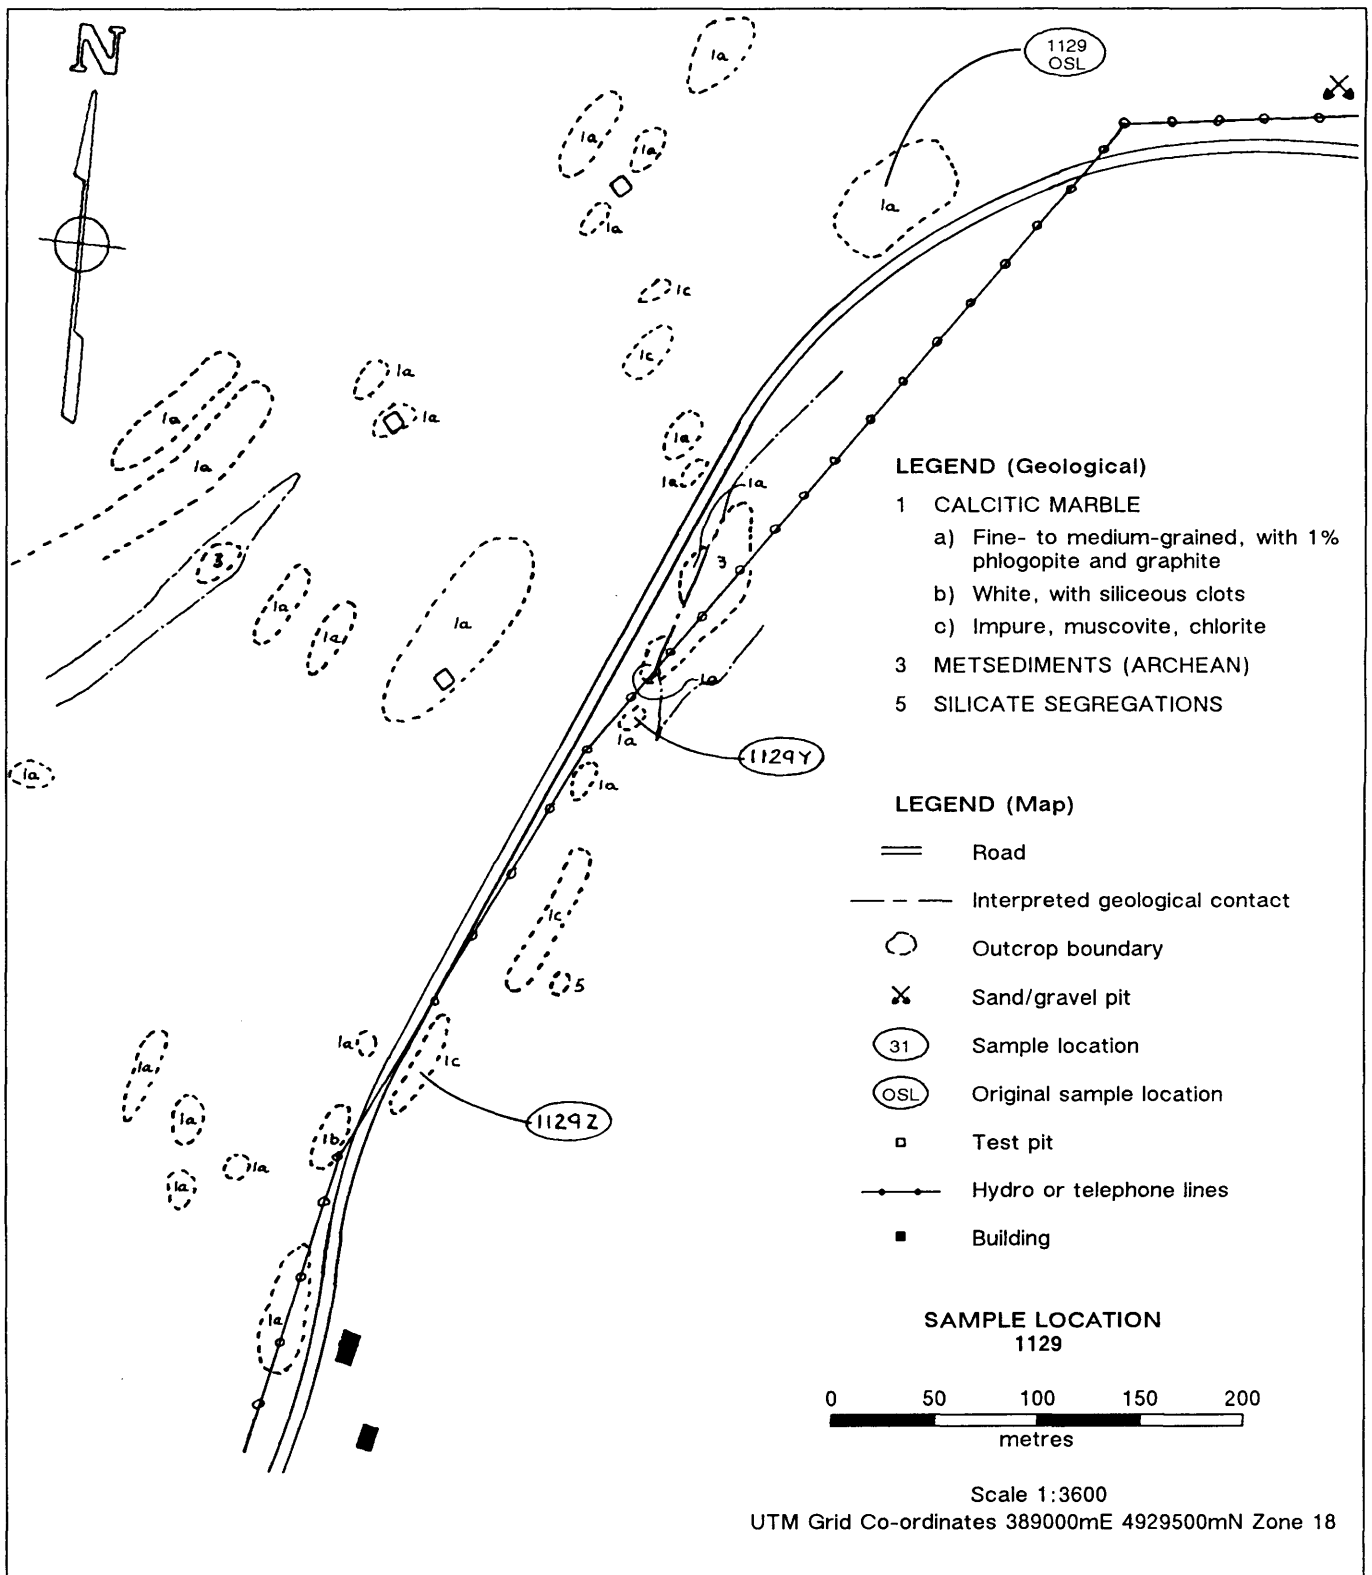 N
1a
1129
OSL
1a
1a
1a
1a
1c
1c
1a
1a
1a
1a
1a
1a
1a
3
3
1a
1a
1a
1a
1a
1129Y
1a
1a
1c
5
1a
1c
1a
1a
1b
1129Z
1a
1a
1a
LEGEND (Geological)
1 CALCITIC MARBLE
a) Fine- to medium-grained, with 1%
phlogopite and graphite
b) White, with siliceous clots
c) Impure, muscovite, chlorite
3 METSEDIMENTS (ARCHEAN)
5 SILICATE SEGREGATIONS
LEGEND (Map)
Road
Interpreted geological contact
Outcrop boundary
Sand/gravel pit
31 Sample location
OSL Original sample location
Test pit
Hydro or telephone lines
Building
SAMPLE LOCATION
1129
0 50 100 150 200
metres
Scale 1:3600
UTM Grid Co-ordinates 389000mE 4929500mN Zone 18